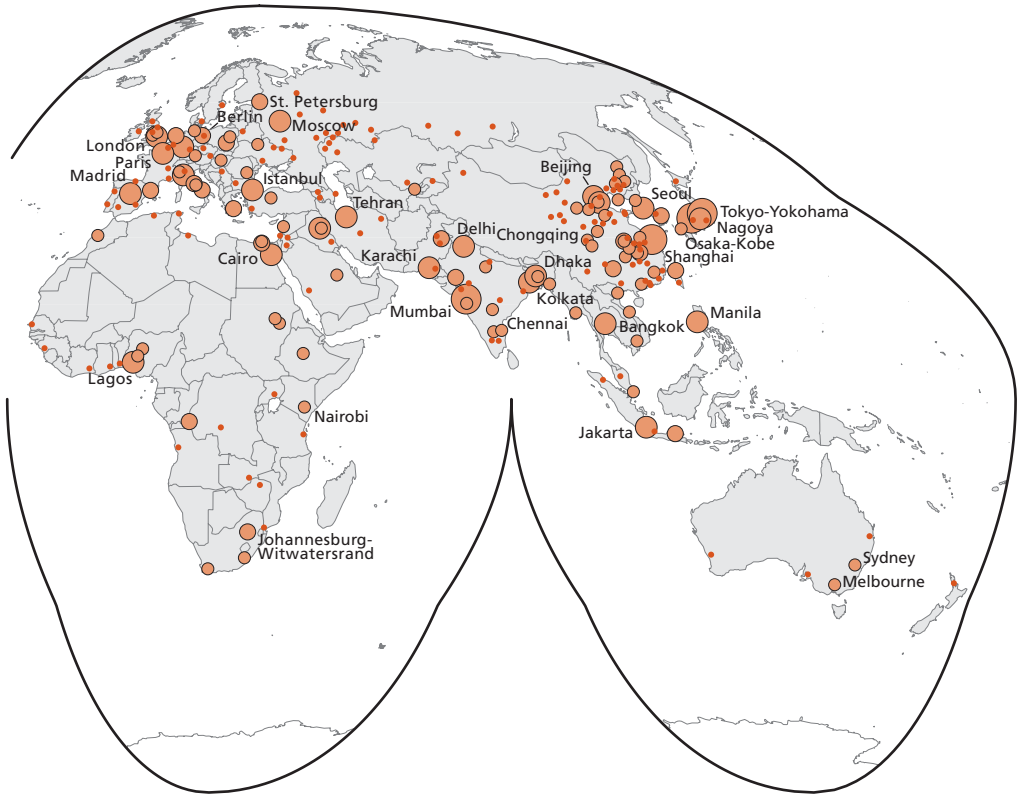 St. Petersburg
Berlin
Moscow
London
Paris
Madrid
Istanbul
Tehran
Cairo
Karachi
Delhi
Mumbai
Chennai
Kolkata
Dhaka
Chongqing
Beijing
Seoul
Tokyo-Yokohama
Nagoya
Osaka-Kobe
Shanghai
Bangkok
Manila
Lagos
Nairobi
Jakarta
Johannesburg-
Witwatersrand
Sydney
Melbourne